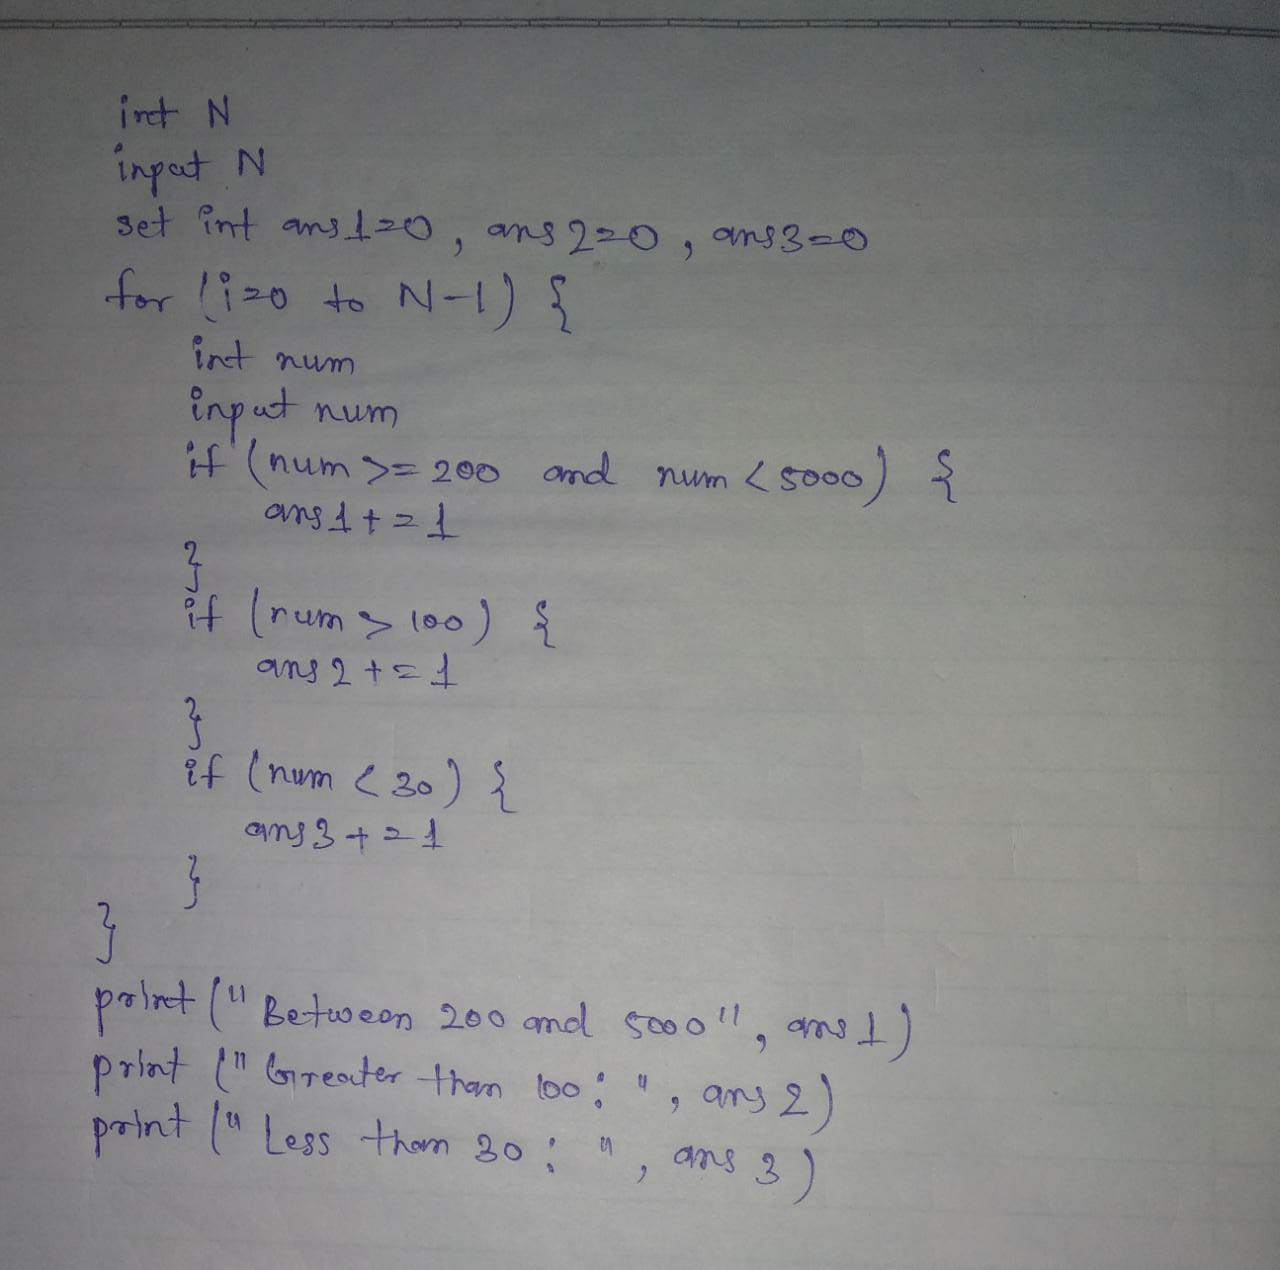 int N
input N
set int ans1=0, ans2=0, ans3=0
for (i=0 to N-1) {
int num
input num
if (num >= 200 and num < 5000) {
ans1+=1
}
if (num > 100) {
ans2+=1
}
if (num < 30) {
ans3+=1
}
}
print ("Between 200 and 5000", ans1)
print ("Greater than 100: ", ans2)
print ("Less than 30: ", ans3)